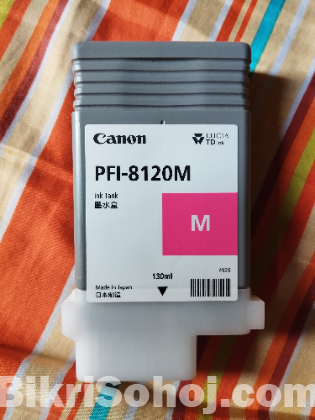 Canon
LUCIA
TD ink
PFI-8120M
Ink Tank
墨水盒
M
130ml
Made in Japan
日本制造
BikriSohoj.com